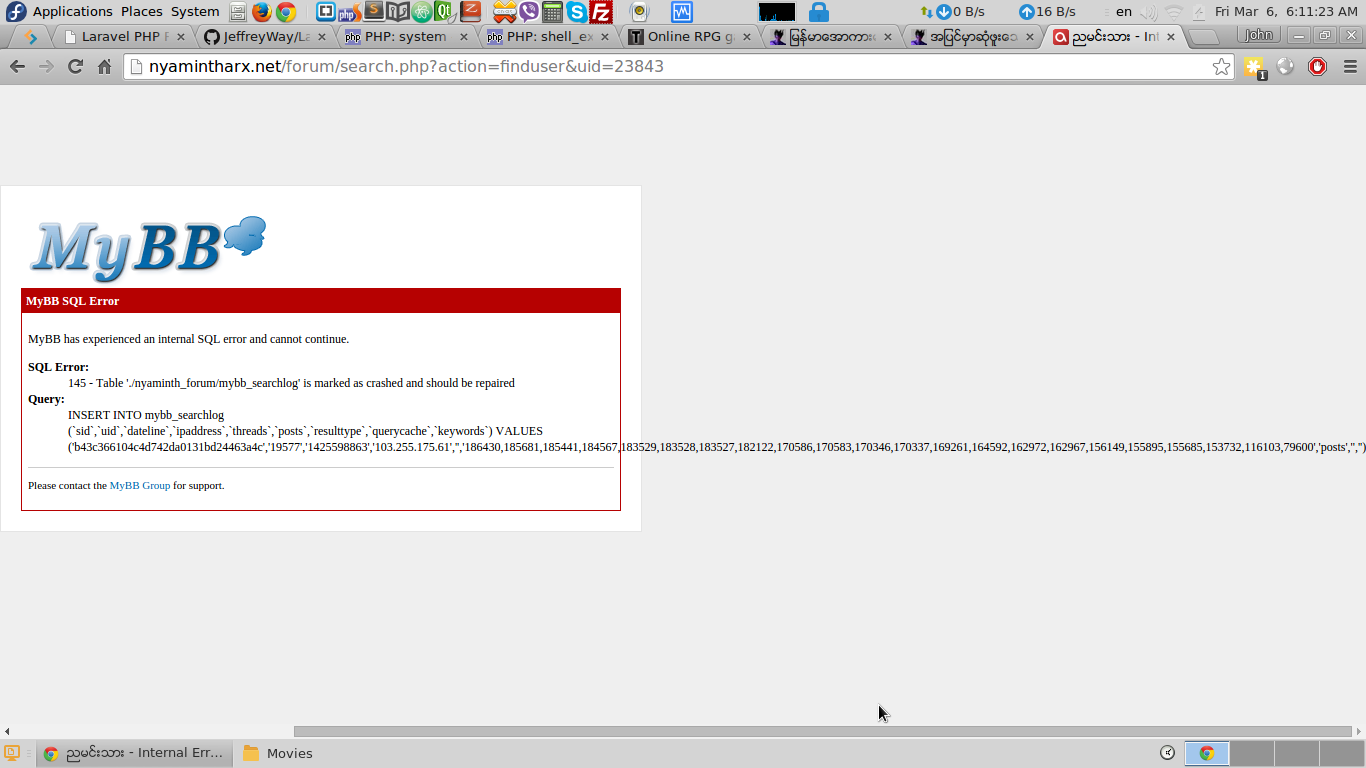 Applications Places System
0 B/s 16 B/s en Fri Mar 6, 6:11:23 AM
Laravel PHP F JeffreyWay/La PHP: system PHP: shell_ex Online RPG g မြန်မာအောကား အပြင်မှာဆုံဖူးသေ ညမင်းသား - Int John
nyamintharx.net/forum/search.php?action=finduser&uid=23843
1
MyBB
MyBB SQL Error
MyBB has experienced an internal SQL error and cannot continue.
SQL Error:
145 - Table './nyaminth_forum/mybb_searchlog' is marked as crashed and should be repaired
Query:
INSERT INTO mybb_searchlog
(`sid`,`uid`,`dateline`,`ipaddress`,`threads`,`posts`,`resulttype`,`querycache`,`keywords`) VALUES
('b43c366104c4d742da0131bd24463a4c','19577','1425598863','103.255.175.61','','186430,185681,185441,184567,183529,183528,183527,182122,170586,170583,170346,170337,169261,164592,162972,162967,156149,155895,155685,153732,116103,79600','posts','','')
Please contact the MyBB Group for support.
ညမင်းသား - Internal Err... Movies